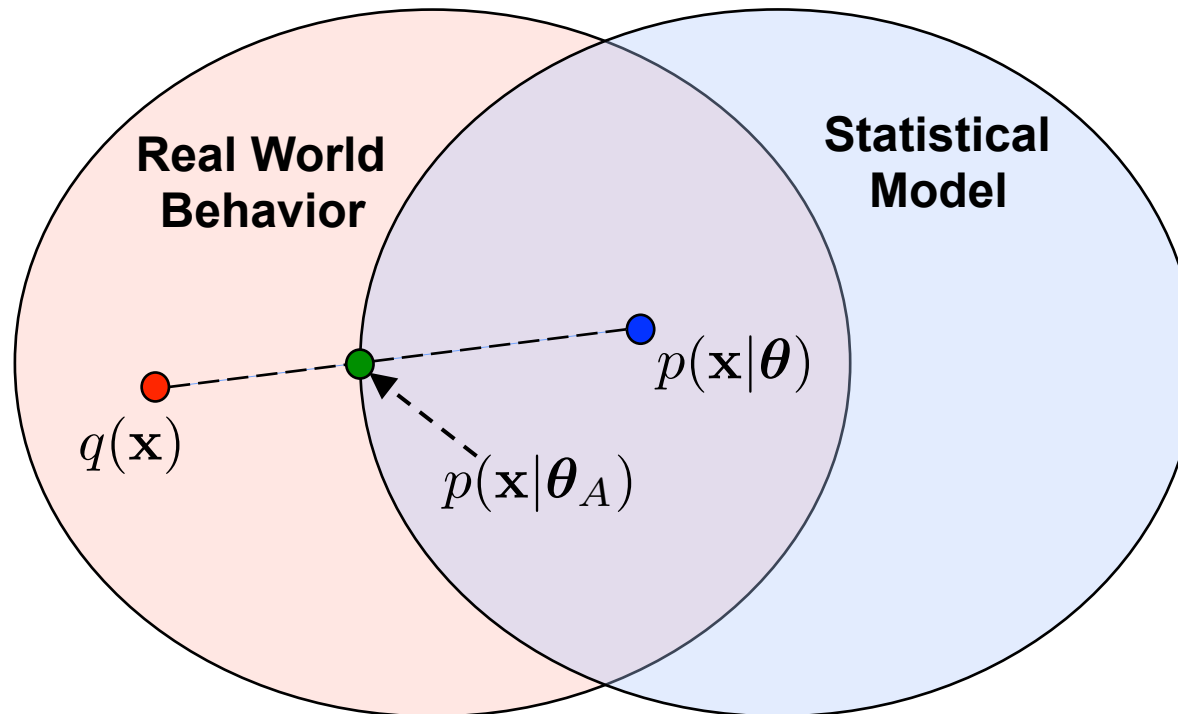 Real World
Behavior
Statistical
Model
p(x|θ)
q(x)
p(x|θ_A)